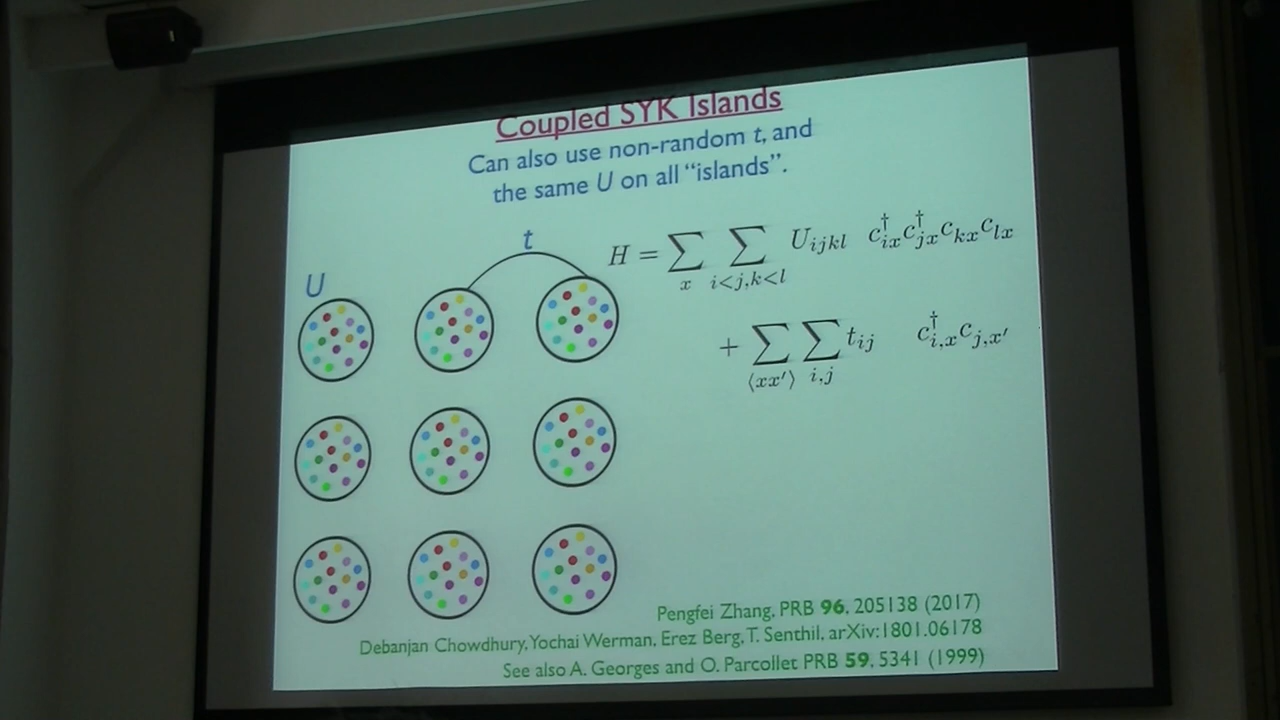 Coupled SYK Islands
Can also use non-random t, and
the same U on all “islands”.
t
U
H = ∑_x ∑_{i<j,k<l} U_{ijkl} c†_{ix} c†_{jx} c_{kx} c_{lx}
+ ∑_{⟨xx′⟩} ∑_{i,j} t_{ij} c†_{i,x} c_{j,x′}
Pengfei Zhang, PRB 96, 205138 (2017)
Debanjan Chowdhury, Yochai Werman, Erez Berg, T. Senthil, arXiv:1801.06178
See also A. Georges and O. Parcollet PRB 59, 5341 (1999)